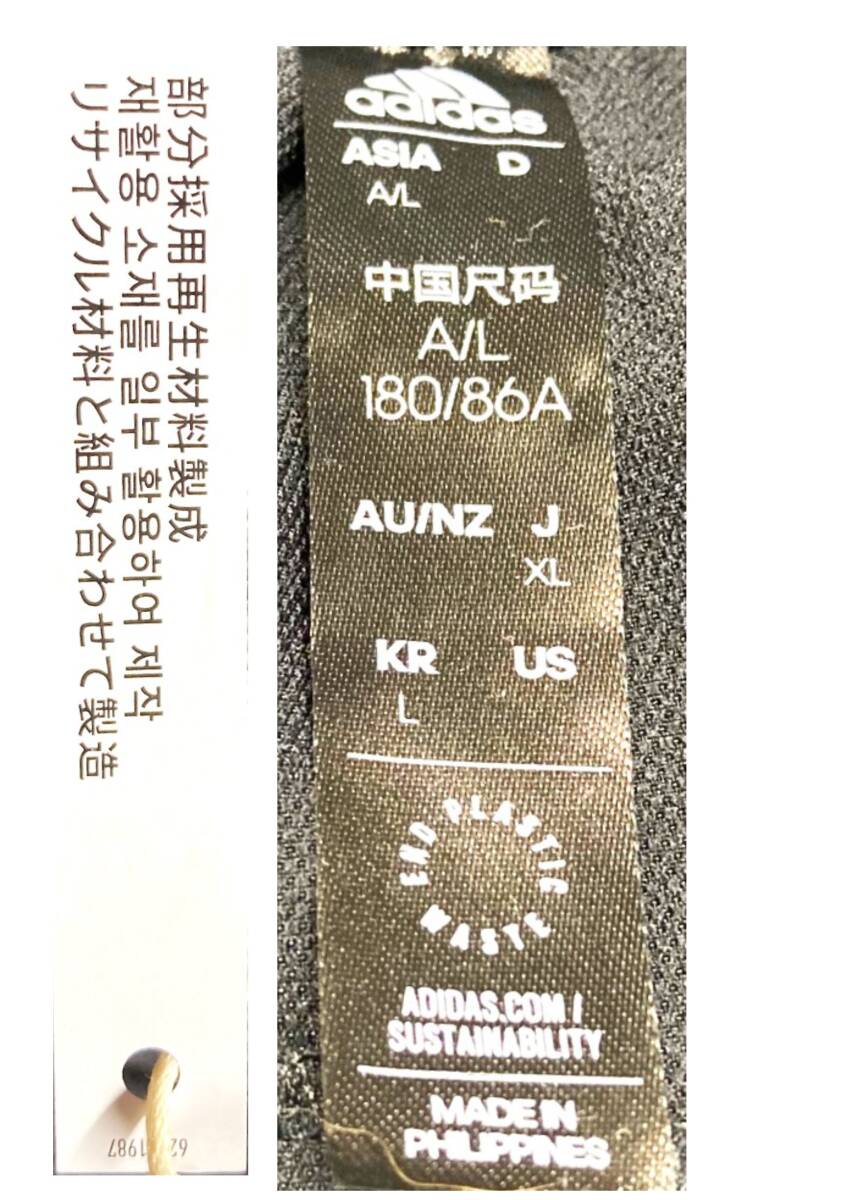 部分採用再生材料製成
재활용 소재를 일부 활용하여 제작
リサイクル材料と組み合わせて製造
adidas
ASIA D
A/L
中国尺码
A/L
180/86A
AU/NZ J
XL
KR US
L
END PLASTIC WASTE
ADIDAS.COM/
SUSTAINABILITY
MADE IN
PHILIPPINES